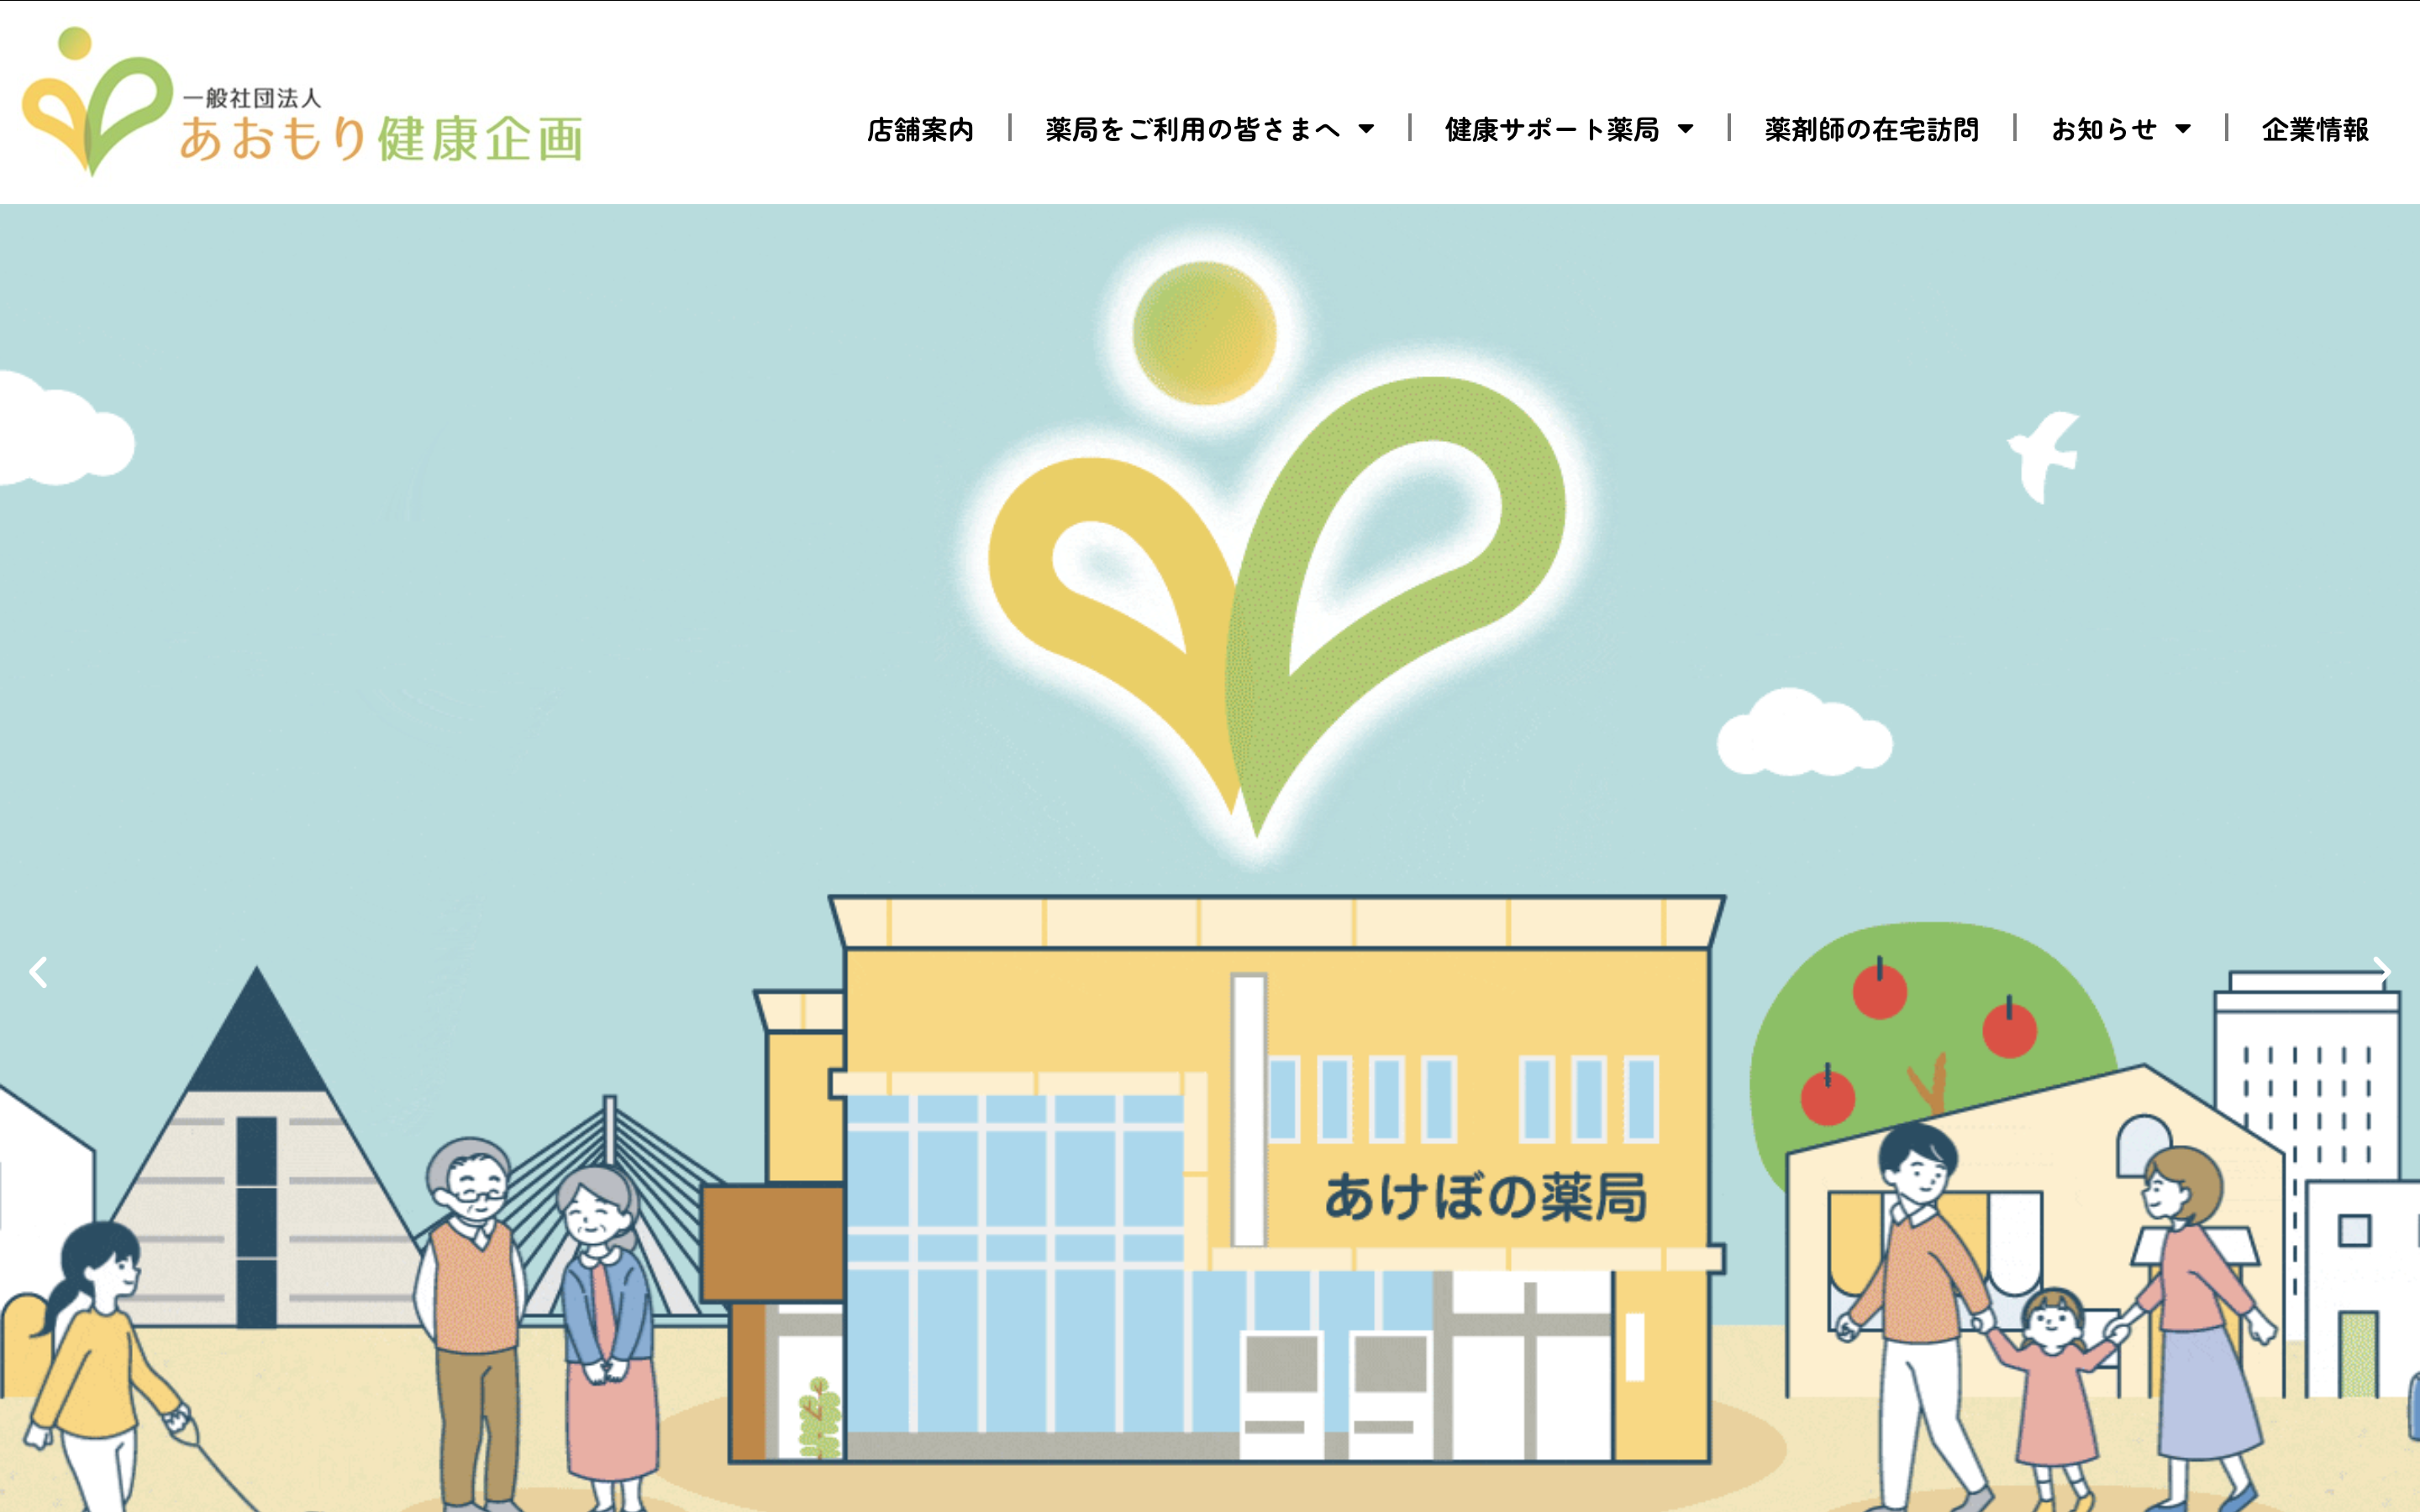 一般社団法人
あおもり健康企画
店舗案内
薬局をご利用の皆さまへ
健康サポート薬局
薬剤師の在宅訪問
お知らせ
企業情報
あけぼの薬局